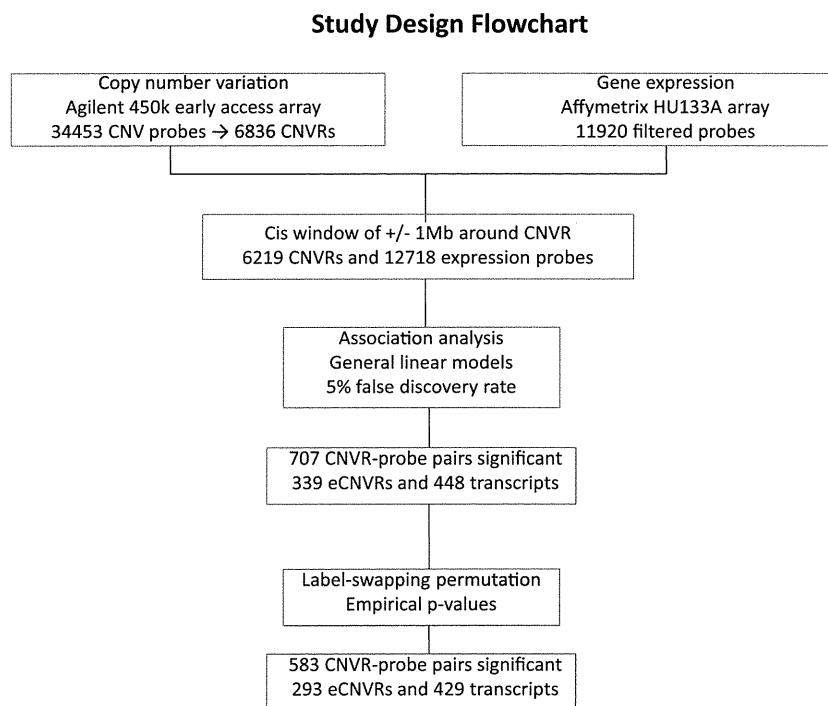 Study Design Flowchart
Copy number variation
Agilent 450k early access array
34453 CNV probes → 6836 CNVRs
Gene expression
Affymetrix HU133A array
11920 filtered probes
Cis window of +/- 1Mb around CNVR
6219 CNVRs and 12718 expression probes
Association analysis
General linear models
5% false discovery rate
707 CNVR-probe pairs significant
339 eCNVRs and 448 transcripts
Label-swapping permutation
Empirical p-values
583 CNVR-probe pairs significant
293 eCNVRs and 429 transcripts